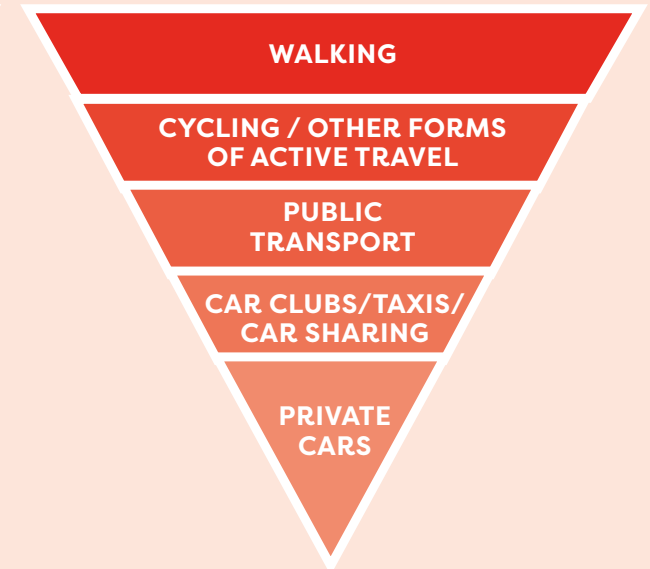 WALKING
CYCLING / OTHER FORMS
OF ACTIVE TRAVEL
PUBLIC
TRANSPORT
CAR CLUBS/TAXIS/
CAR SHARING
PRIVATE
CARS